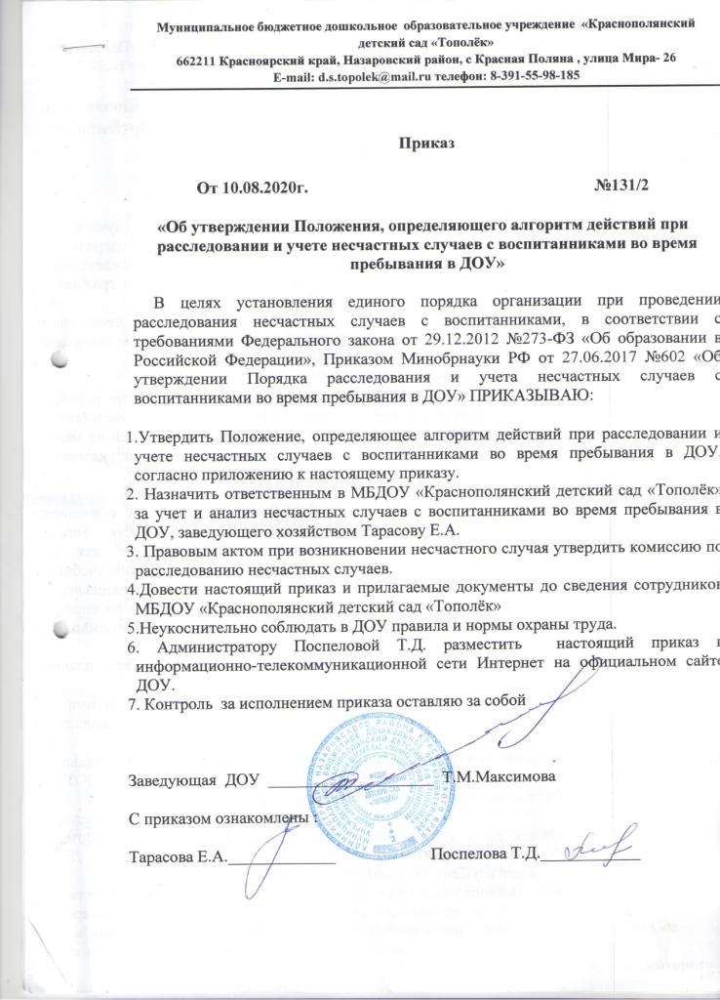 Муниципальное бюджетное дошкольное образовательное учреждение «Краснополянский
детский сад «Тополёк»
662211 Красноярский край, Назаровский район, с Красная Поляна , улица Мира- 26
E-mail: d.s.topolek@mail.ru телефон: 8-391-55-98-185
Приказ
От 10.08.2020г. №131/2
«Об утверждении Положения, определяющего алгоритм действий при
расследовании и учете несчастных случаев с воспитанниками во время
пребывания в ДОУ»
В целях установления единого порядка организации при проведении
расследования несчастных случаев с воспитанниками, в соответствии с
требованиями Федерального закона от 29.12.2012 №273-ФЗ «Об образовании в
Российской Федерации», Приказом Минобрнауки РФ от 27.06.2017 №602 «Об
утверждении Порядка расследования и учета несчастных случаев с
воспитанниками во время пребывания в ДОУ» ПРИКАЗЫВАЮ:
1.Утвердить Положение, определяющее алгоритм действий при расследовании и
учете несчастных случаев с воспитанниками во время пребывания в ДОУ,
согласно приложению к настоящему приказу.
2. Назначить ответственным в МБДОУ «Краснополянский детский сад «Тополёк»
за учет и анализ несчастных случаев с воспитанниками во время пребывания в
ДОУ, заведующего хозяйством Тарасову Е.А.
3. Правовым актом при возникновении несчастного случая утвердить комиссию по
расследованию несчастных случаев.
4.Довести настоящий приказ и прилагаемые документы до сведения сотрудников
МБДОУ «Краснополянский детский сад «Тополёк»
5.Неукоснительно соблюдать в ДОУ правила и нормы охраны труда.
6. Администратору Поспеловой Т.Д. разместить настоящий приказ в
информационно-телекоммуникационной сети Интернет на официальном сайте
ДОУ.
7. Контроль за исполнением приказа оставляю за собой
Заведующая ДОУ ____________________ Т.М.Максимова
С приказом ознакомлены :
Тарасова Е.А._____________ Поспелова Т.Д.____________
ДЕТСКИЙ САД
«ТОПОЛЁК»